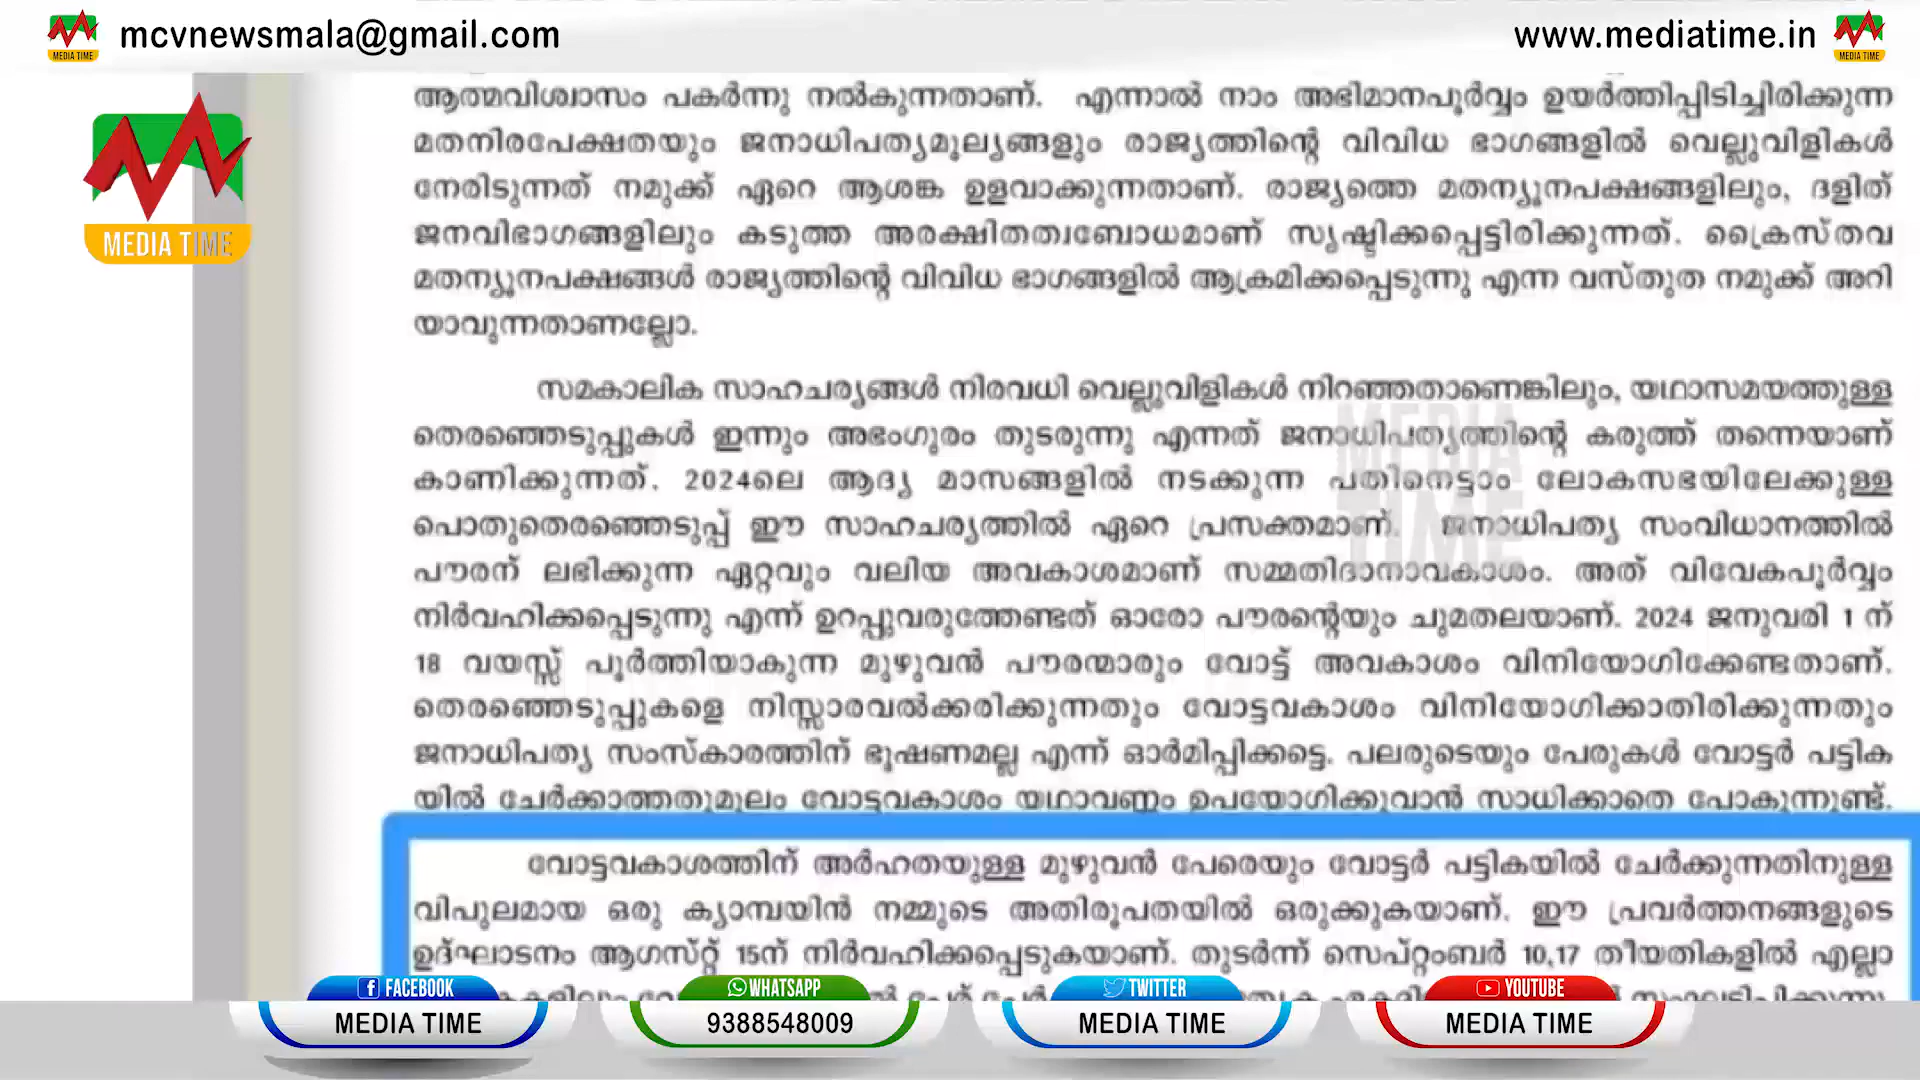 mcvnewsmala@gmail.com
www.mediatime.in
MEDIA TIME
MEDIA TIME
MEDIA TIME
ആത്മവിശ്വാസം പകർന്നു നൽകുന്നതാണ്. എന്നാൽ നാം അഭിമാനപൂർവ്വം ഉയർത്തിപ്പിടിച്ചിരിക്കുന്ന
മതനിരപേക്ഷതയും ജനാധിപത്യമൂല്യങ്ങളും രാജ്യത്തിന്റെ വിവിധ ഭാഗങ്ങളിൽ വെല്ലുവിളികൾ
നേരിടുന്നത് നമുക്ക് ഏറെ ആശങ്ക ഉളവാക്കുന്നതാണ്. രാജ്യത്തെ മതന്യൂനപക്ഷങ്ങളിലും, ദളിത്
ജനവിഭാഗങ്ങളിലും കടുത്ത അരക്ഷിതത്വബോധമാണ് സൃഷ്ടിക്കപ്പെട്ടിരിക്കുന്നത്. ക്രൈസ്തവ
മതന്യൂനപക്ഷങ്ങൾ രാജ്യത്തിന്റെ വിവിധ ഭാഗങ്ങളിൽ ആക്രമിക്കപ്പെടുന്നു എന്ന വസ്തുത നമുക്ക് അറി
യാവുന്നതാണല്ലോ.
സമകാലിക സാഹചര്യങ്ങൾ നിരവധി വെല്ലുവിളികൾ നിറഞ്ഞതാണെങ്കിലും, യഥാസമയത്തുള്ള
തെരഞ്ഞെടുപ്പുകൾ ഇന്നും അഭംഗുരം തുടരുന്നു എന്നത് ജനാധിപത്യത്തിന്റെ കരുത്ത് തന്നെയാണ്
കാണിക്കുന്നത്. 2024ലെ ആദ്യ മാസങ്ങളിൽ നടക്കുന്ന പതിനെട്ടാം ലോകസഭയിലേക്കുള്ള
പൊതുതെരഞ്ഞെടുപ്പ് ഈ സാഹചര്യത്തിൽ ഏറെ പ്രസക്തമാണ്. ജനാധിപത്യ സംവിധാനത്തിൽ
പൗരന് ലഭിക്കുന്ന ഏറ്റവും വലിയ അവകാശമാണ് സമ്മതിദാനാവകാശം. അത് വിവേകപൂർവ്വം
നിർവഹിക്കപ്പെടുന്നു എന്ന് ഉറപ്പുവരുത്തേണ്ടത് ഓരോ പൗരന്റെയും ചുമതലയാണ്. 2024 ജനുവരി 1 ന്
18 വയസ്സ് പൂർത്തിയാകുന്ന മുഴുവൻ പൗരന്മാരും വോട്ട് അവകാശം വിനിയോഗിക്കേണ്ടതാണ്.
തെരഞ്ഞെടുപ്പുകളെ നിസ്സാരവൽക്കരിക്കുന്നതും വോട്ടവകാശം വിനിയോഗിക്കാതിരിക്കുന്നതും
ജനാധിപത്യ സംസ്കാരത്തിന് ഭൂഷണമല്ല എന്ന് ഓർമിപ്പിക്കട്ടെ. പലരുടെയും പേരുകൾ വോട്ടർ പട്ടിക
യിൽ ചേർക്കാത്തതുമൂലം വോട്ടവകാശം യഥാവണ്ണം ഉപയോഗിക്കുവാൻ സാധിക്കാതെ പോകുന്നുണ്ട്.
വോട്ടവകാശത്തിന് അർഹതയുള്ള മുഴുവൻ പേരെയും വോട്ടർ പട്ടികയിൽ ചേർക്കുന്നതിനുള്ള
വിപുലമായ ഒരു ക്യാമ്പയിൻ നമ്മുടെ അതിരൂപതയിൽ ഒരുക്കുകയാണ്. ഈ പ്രവർത്തനങ്ങളുടെ
ഉദ്ഘാടനം ആഗസ്റ്റ് 15ന് നിർവഹിക്കപ്പെടുകയാണ്. തുടർന്ന് സെപ്റ്റംബർ 10,17 തീയതികളിൽ എല്ലാ
MEDIA TIME
FACEBOOK
MEDIA TIME
WHATSAPP
9388548009
TWITTER
MEDIA TIME
YOUTUBE
MEDIA TIME